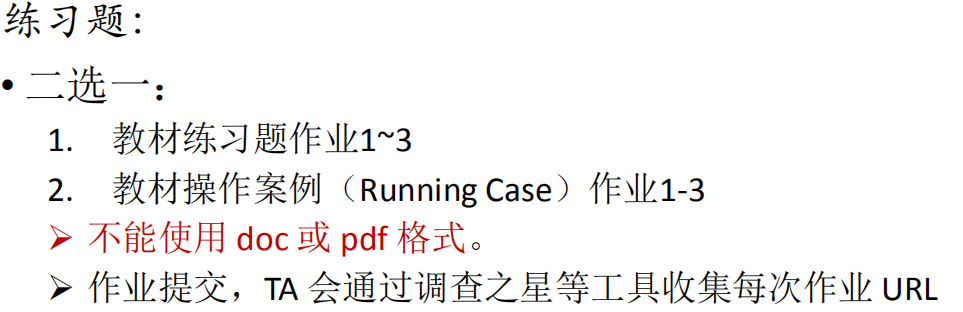 练习题:
• 二选一：
1. 教材练习题作业1~3
2. 教材操作案例（Running Case）作业1-3
➢ 不能使用 doc 或 pdf 格式。
➢ 作业提交，TA 会通过调查之星等工具收集每次作业 URL